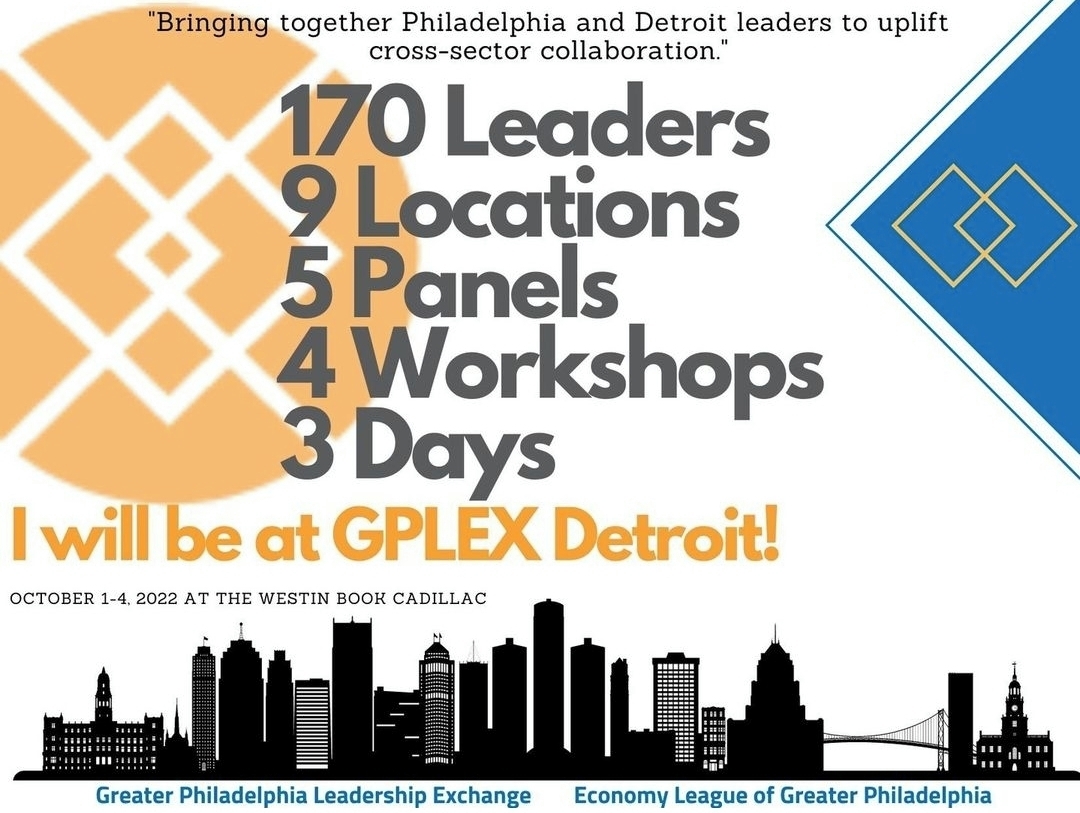 "Bringing together Philadelphia and Detroit leaders to uplift
cross-sector collaboration."
170 Leaders
9 Locations
5 Panels
4 Workshops
3 Days
I will be at GPLEX Detroit!
OCTOBER 1-4, 2022 AT THE WESTIN BOOK CADILLAC
Greater Philadelphia Leadership Exchange Economy League of Greater Philadelphia